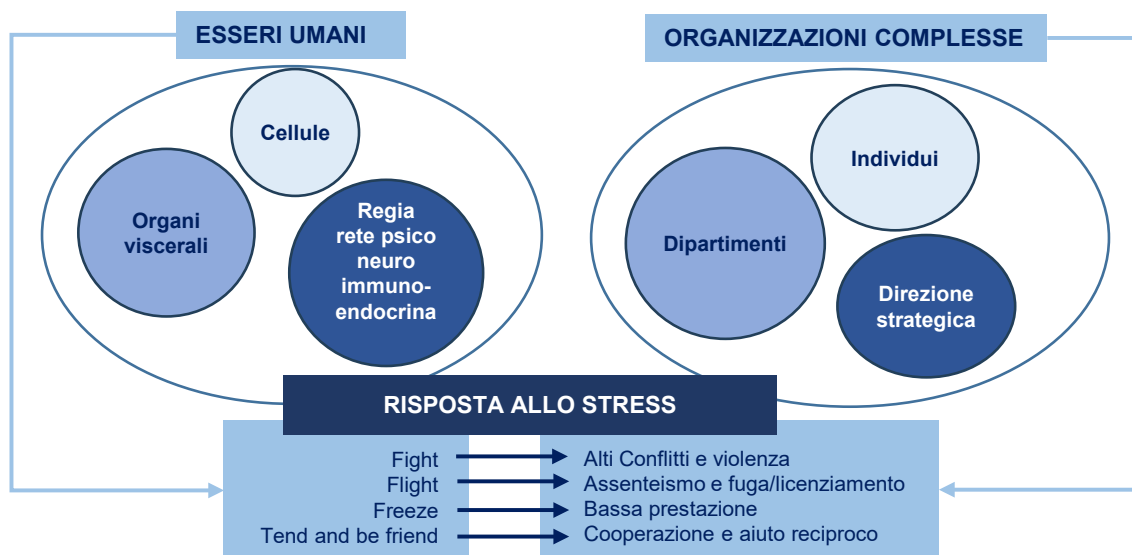 ESSERI UMANI
Cellule
Organi
viscerali
Regia
rete psico
neuro
immuno-
endocrina
ORGANIZZAZIONI COMPLESSE
Individui
Dipartimenti
Direzione
strategica
RISPOSTA ALLO STRESS
Fight
Alti Conflitti e violenza
Flight
Assenteismo e fuga/licenziamento
Freeze
Bassa prestazione
Tend and be friend
Cooperazione e aiuto reciproco